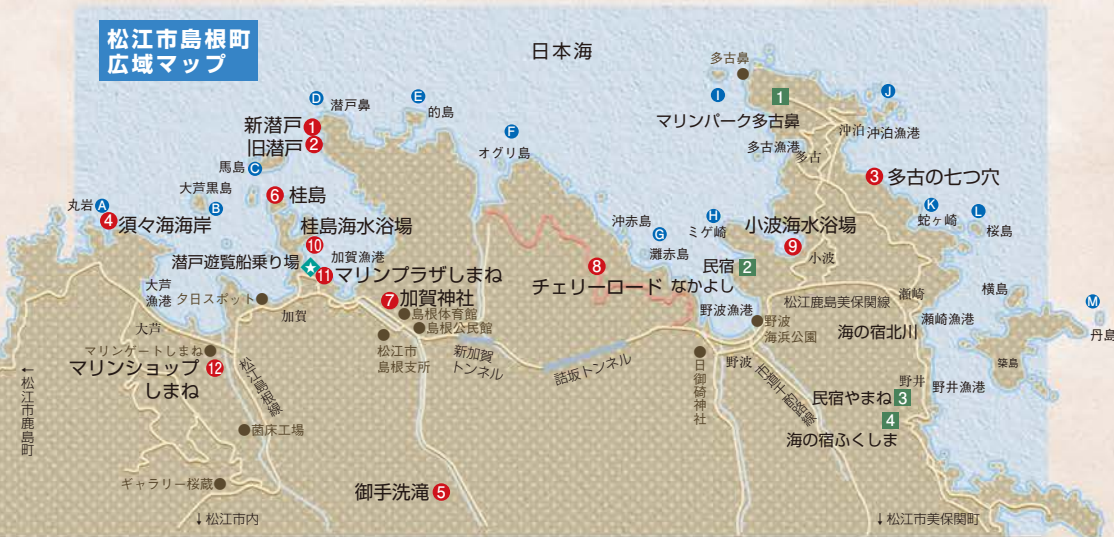 松江市島根町
広域マップ
日本海
多古鼻
I
1
J
マリンパーク多古鼻
沖泊
沖泊漁港
多古漁港
多古
3 多古の七つ穴
D 潜戸鼻
E
的島
新潜戸 1
旧潜戸 2
F
オグリ島
馬島 C
大芦黒島
B
6 桂島
丸岩 A
4 須々海海岸
桂島海水浴場
10
加賀漁港
潜戸遊覧船乗り場
11 マリンプラザしまね
沖赤島
G
灘赤島
H
ミゲ崎
小波海水浴場
9
小波
K
蛇ヶ崎
L
桜島
民宿 2
なかよし
8
チェリーロード
7 加賀神社
島根体育館
島根公民館
松江市
島根支所
新加賀
トンネル
詰坂トンネル
大芦
漁港
夕日スポット
加賀
大芦
マリンゲートしまね
マリンショップ 12
しまね
松江島根線
←松江市鹿島町
菌床工場
ギャラリー桜蔵
↓松江市内
御手洗滝 5
野波漁港
野波
海浜公園
松江鹿島美保関線
瀬崎
瀬崎漁港
横島
M
丹島
築島
海の宿北川
日御碕神社
野波
市道千酌路線
野井
野井漁港
民宿やまね 3
4
海の宿ふくしま
↓松江市美保関町